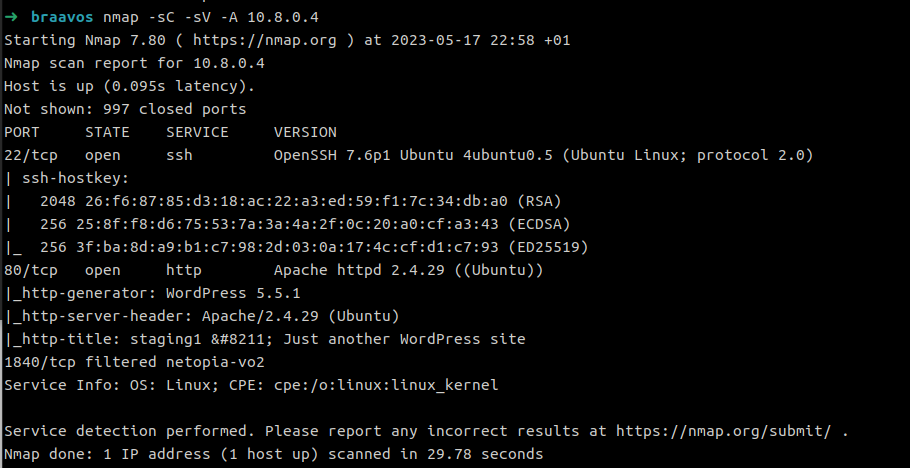 ➜ braavos nmap -sC -sV -A 10.8.0.4
Starting Nmap 7.80 ( https://nmap.org ) at 2023-05-17 22:58 +01
Nmap scan report for 10.8.0.4
Host is up (0.095s latency).
Not shown: 997 closed ports
PORT     STATE    SERVICE     VERSION
22/tcp   open     ssh         OpenSSH 7.6p1 Ubuntu 4ubuntu0.5 (Ubuntu Linux; protocol 2.0)
| ssh-hostkey:
|   2048 26:f6:87:85:d3:18:ac:22:a3:ed:59:f1:7c:34:db:a0 (RSA)
|   256 25:8f:f8:d6:75:53:7a:3a:4a:2f:0c:20:a0:cf:a3:43 (ECDSA)
|_  256 3f:ba:8d:a9:b1:c7:98:2d:03:0a:17:4c:cf:d1:c7:93 (ED25519)
80/tcp   open     http        Apache httpd 2.4.29 ((Ubuntu))
|_http-generator: WordPress 5.5.1
|_http-server-header: Apache/2.4.29 (Ubuntu)
|_http-title: staging1 &#8211; Just another WordPress site
1840/tcp filtered netopia-vo2
Service Info: OS: Linux; CPE: cpe:/o:linux:linux_kernel

Service detection performed. Please report any incorrect results at https://nmap.org/submit/ .
Nmap done: 1 IP address (1 host up) scanned in 29.78 seconds